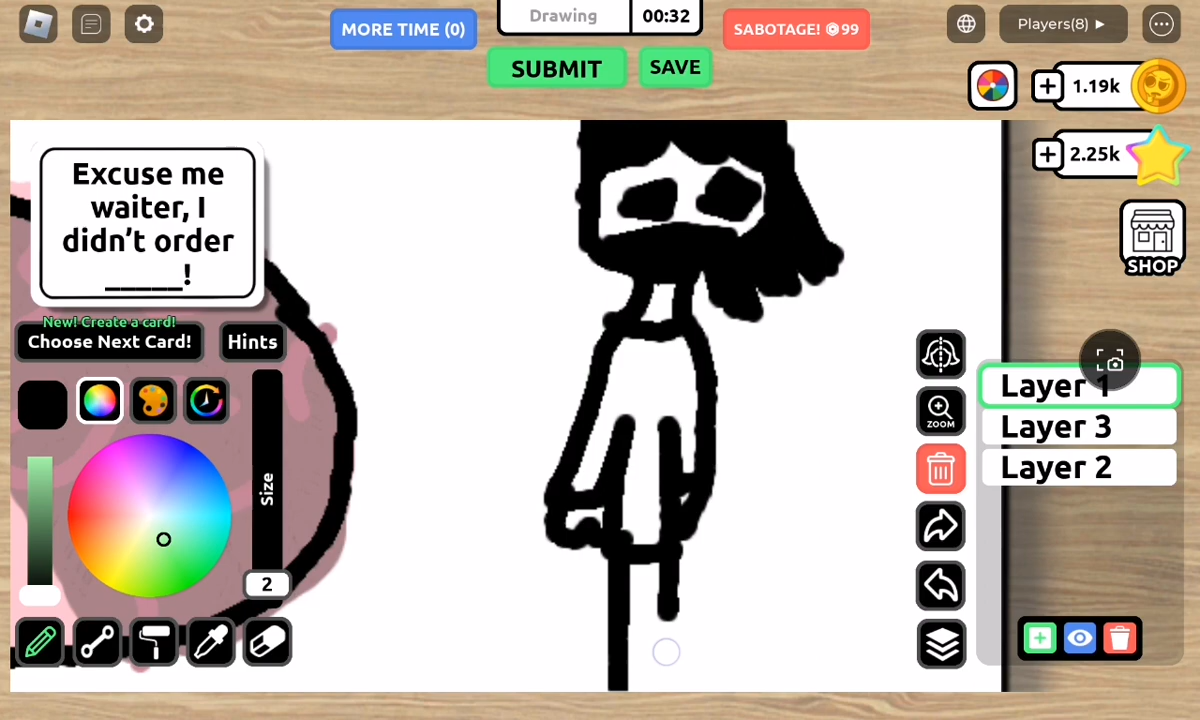 MORE TIME (0)
Drawing
00:32
SABOTAGE! 99
Players(8)
SUBMIT
SAVE
1.19k
2.25k
SHOP
Excuse me
waiter, I
didn't order
_____!
New! Create a card!
Choose Next Card!
Hints
Size
2
ZOOM
Layer 1
Layer 3
Layer 2